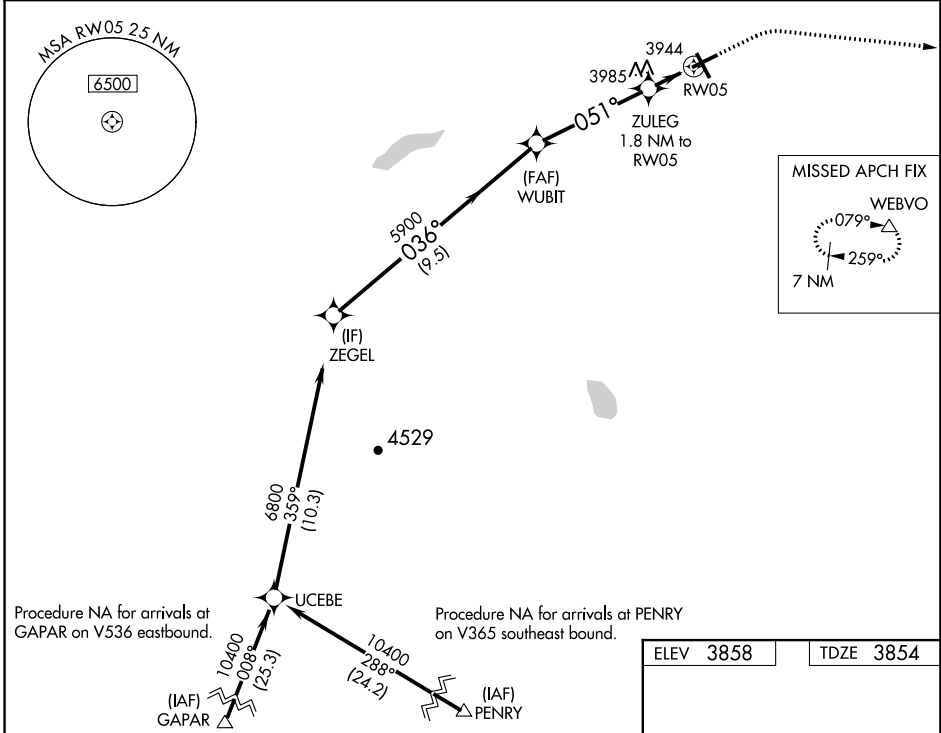 MSA RW05 25 NM
6500
3944
3985
RW05
051°
ZULEG
1.8 NM to
RW05
(FAF)
WUBIT
MISSED APCH FIX
WEBVO
079°
259°
7 NM
5900
036°
(9.5)
(IF)
ZEGEL
4529
6800
359°
(10.3)
UCEBE
Procedure NA for arrivals at
GAPAR on V536 eastbound.
Procedure NA for arrivals at PENRY
on V365 southeast bound.
10400
008°
(25.3)
10400
288°
(24.2)
(IAF)
GAPAR
(IAF)
PENRY
ELEV 3858
TDZE 3854